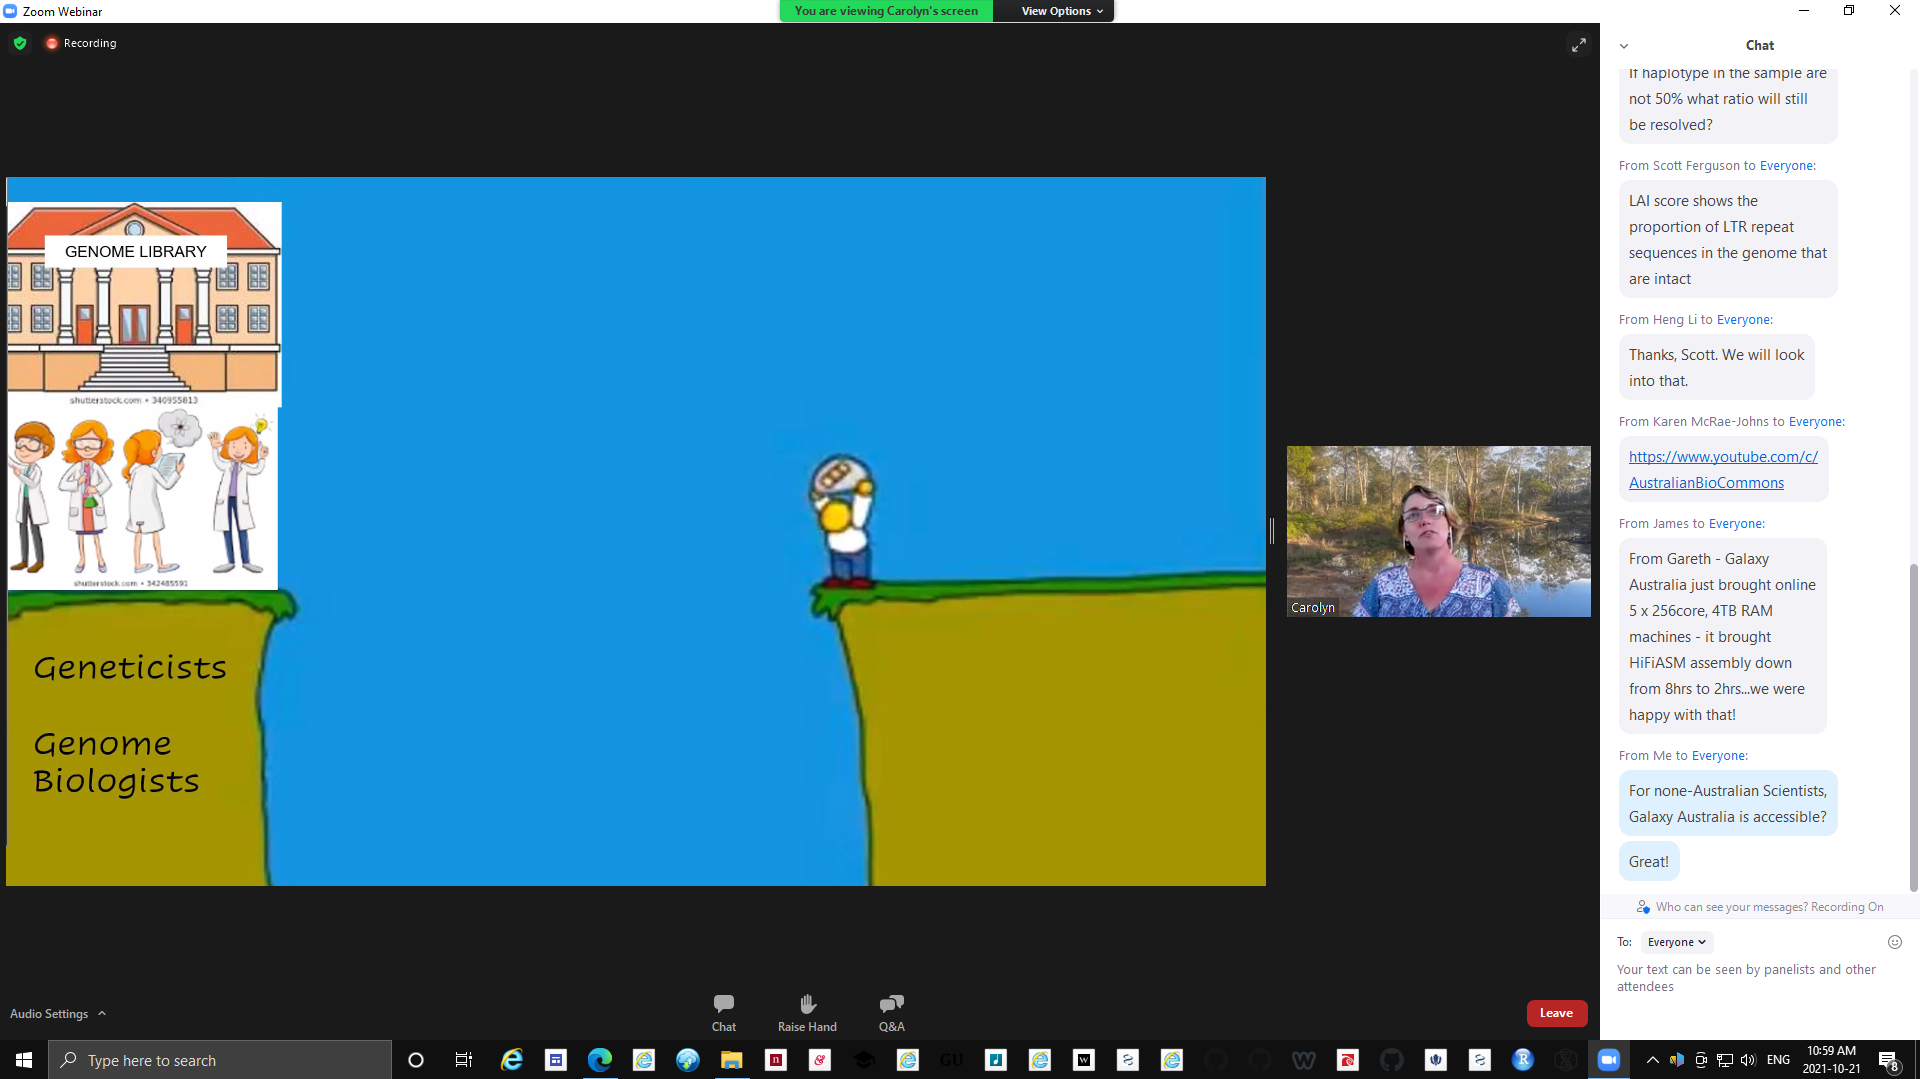 Zoom Webinar
You are viewing Carolyn's screen
View Options
Recording
GENOME LIBRARY
shutterstock.com • 340955813
shutterstock.com • 342485591
Geneticists
Genome
Biologists
Carolyn
Chat
If haplotype in the sample are
not 50% what ratio will still
be resolved?
From Scott Ferguson to Everyone:
LAI score shows the
proportion of LTR repeat
sequences in the genome that
are intact
From Heng Li to Everyone:
Thanks, Scott. We will look
into that.
From Karen McRae-Johns to Everyone:
https://www.youtube.com/c/
AustralianBioCommons
From James to Everyone:
From Gareth - Galaxy
Australia just brought online
5 x 256core, 4TB RAM
machines - it brought
HiFiASM assembly down
from 8hrs to 2hrs...we were
happy with that!
From Me to Everyone:
For none-Australian Scientists,
Galaxy Australia is accessible?
Great!
Who can see your messages? Recording On
To: Everyone
Your text can be seen by panelists and other
attendees
Audio Settings
Chat
Raise Hand
Q&A
Leave
Type here to search
GU
ENG
10:59 AM
2021-10-21
8